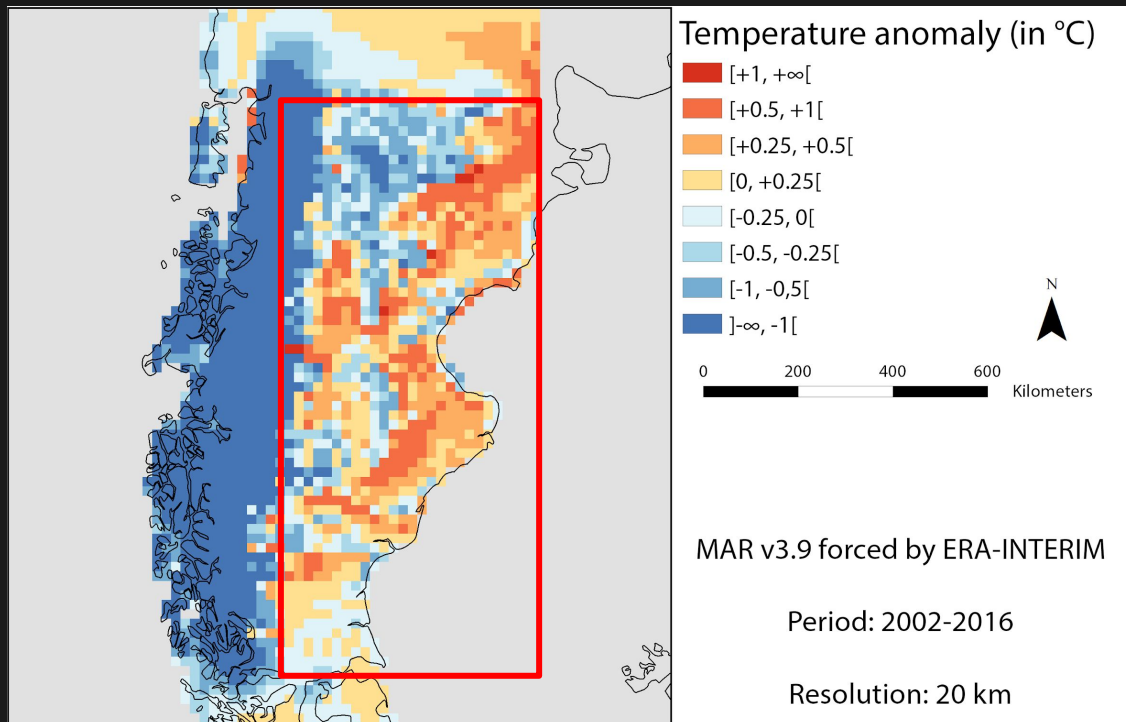 Temperature anomaly (in °C)
[+1, +∞[
[+0.5, +1[
[+0.25, +0.5[
[0, +0.25[
[-0.25, 0[
[-0.5, -0.25[
[-1, -0,5[
]-∞, -1[
N
0 200 400 600
Kilometers
MAR v3.9 forced by ERA-INTERIM
Period: 2002-2016
Resolution: 20 km